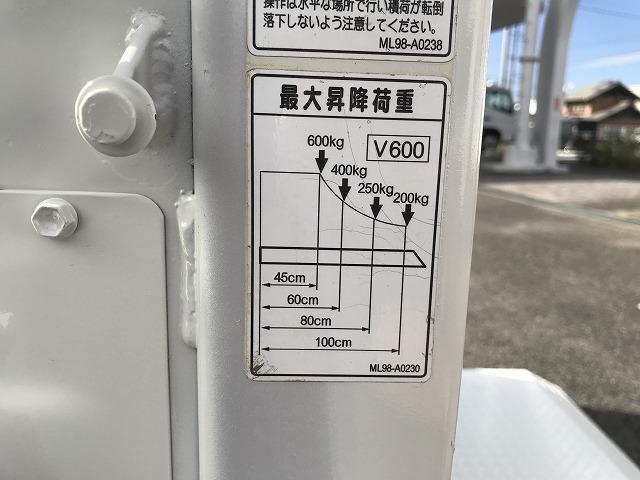 操作は水平な場所で行い積荷が転倒
落下しないよう注意してください。
ML98-A0238
最大昇降荷重
V600
600kg
400kg
250kg
200kg
45cm
60cm
80cm
100cm
ML98-A0230